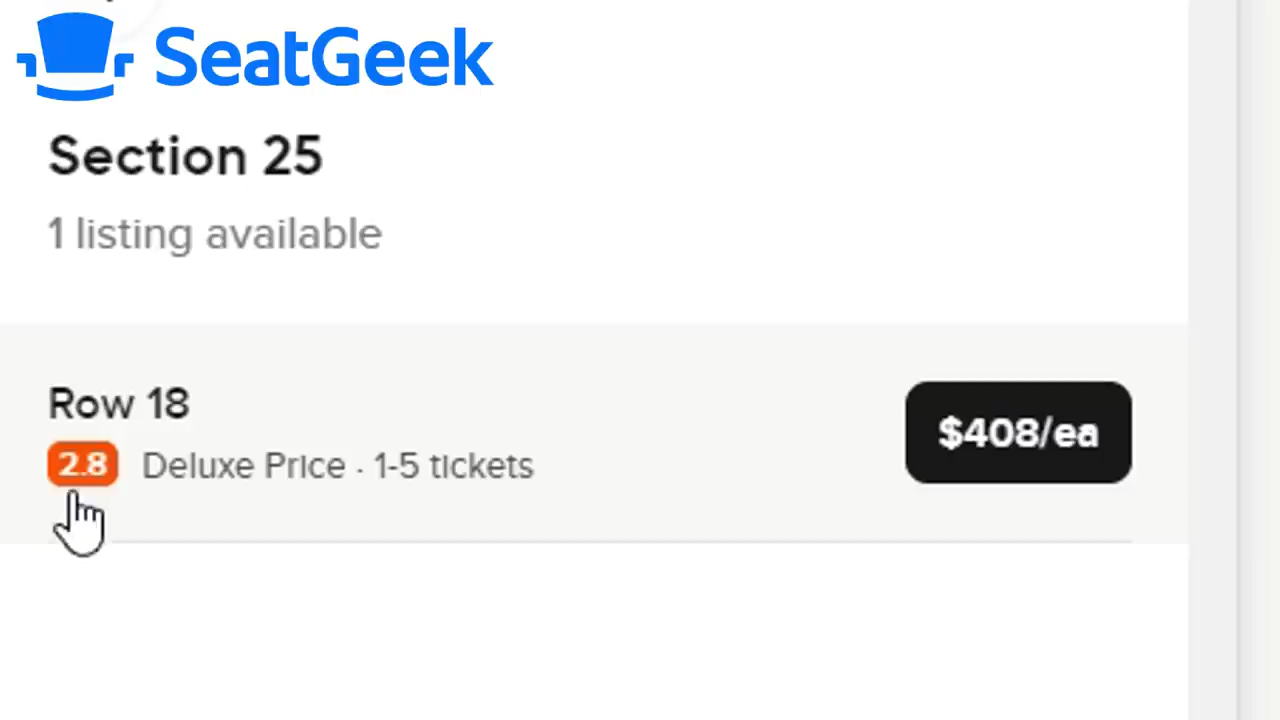 SeatGeek
Section 25
1 listing available
Row 18
$408/ea
2.8 Deluxe Price · 1-5 tickets